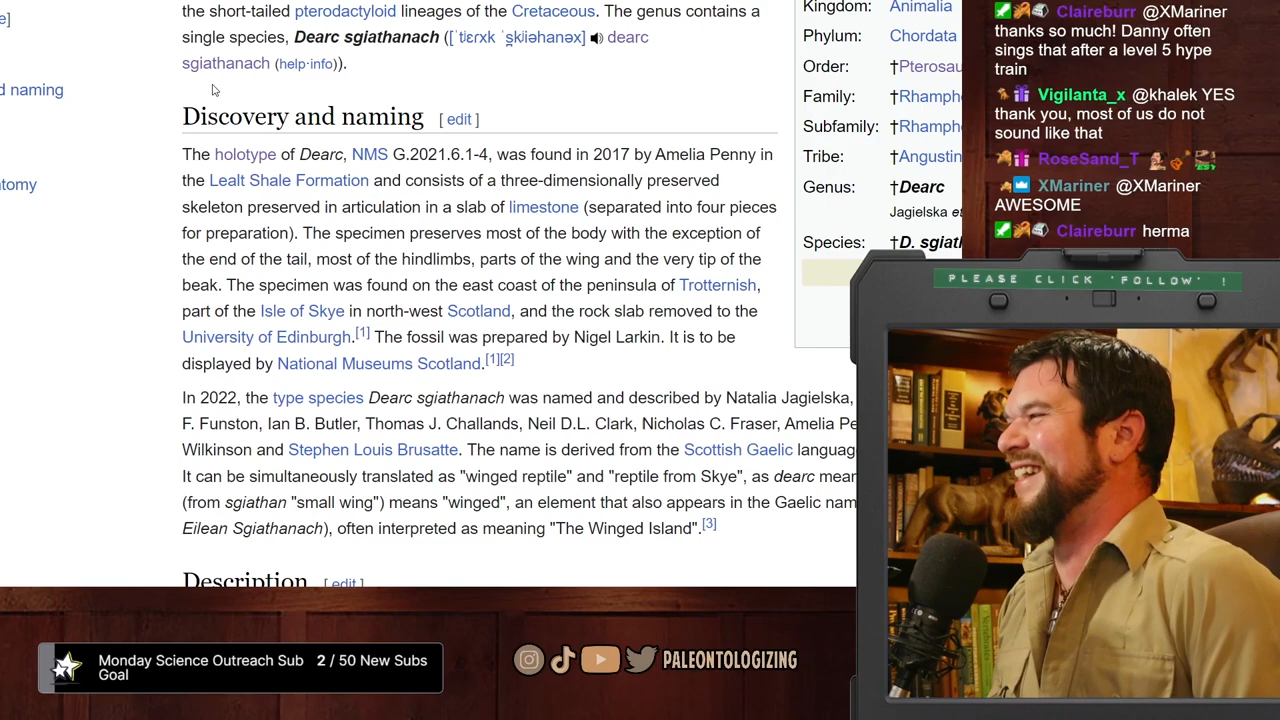 e]
the short-tailed pterodactyloid lineages of the Cretaceous. The genus contains a
single species, Dearc sgiathanach ([ˈtʲɛrxk ˈs̪kiəhanəx] dearc
sgiathanach (help·info)).
d naming
Discovery and naming [ edit ]
The holotype of Dearc, NMS G.2021.6.1-4, was found in 2017 by Amelia Penny in
the Lealt Shale Formation and consists of a three-dimensionally preserved
natomy
skeleton preserved in articulation in a slab of limestone (separated into four pieces
for preparation). The specimen preserves most of the body with the exception of
the end of the tail, most of the hindlimbs, parts of the wing and the very tip of the
beak. The specimen was found on the east coast of the peninsula of Trotternish,
part of the Isle of Skye in north-west Scotland, and the rock slab removed to the
University of Edinburgh.[1] The fossil was prepared by Nigel Larkin. It is to be
displayed by National Museums Scotland.[1][2]
In 2022, the type species Dearc sgiathanach was named and described by Natalia Jagielska,
F. Funston, Ian B. Butler, Thomas J. Challands, Neil D.L. Clark, Nicholas C. Fraser, Amelia Pe
Wilkinson and Stephen Louis Brusatte. The name is derived from the Scottish Gaelic language
It can be simultaneously translated as "winged reptile" and "reptile from Skye", as dearc mear
(from sgiathan "small wing") means "winged", an element that also appears in the Gaelic nam
Eilean Sgiathanach), often interpreted as meaning "The Winged Island".[3]
Description [ edit ]
Kingdom: Animalia
Phylum: Chordata
Order: †Pterosau
Family: †Rhamph
Subfamily: †Rhamph
Tribe: †Angustin
Genus: †Dearc
Jagielska et
Species: †D. sgiath
Claireburr @XMariner
thanks so much! Danny often
sings that after a level 5 hype
train
Vigilanta_x @khalek YES
thank you, most of us do not
sound like that
RoseSand_T
XMariner @XMariner
AWESOME
Claireburr herma
PLEASE CLICK 'FOLLOW' !
Monday Science Outreach Sub 2 / 50 New Subs
Goal
PALEONTOLOGIZING